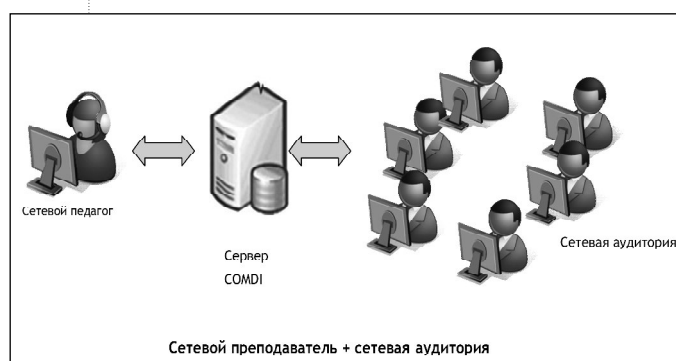 Сетевой педагог
Сервер
COMDI
Сетевая аудитория
Сетевой преподаватель + сетевая аудитория